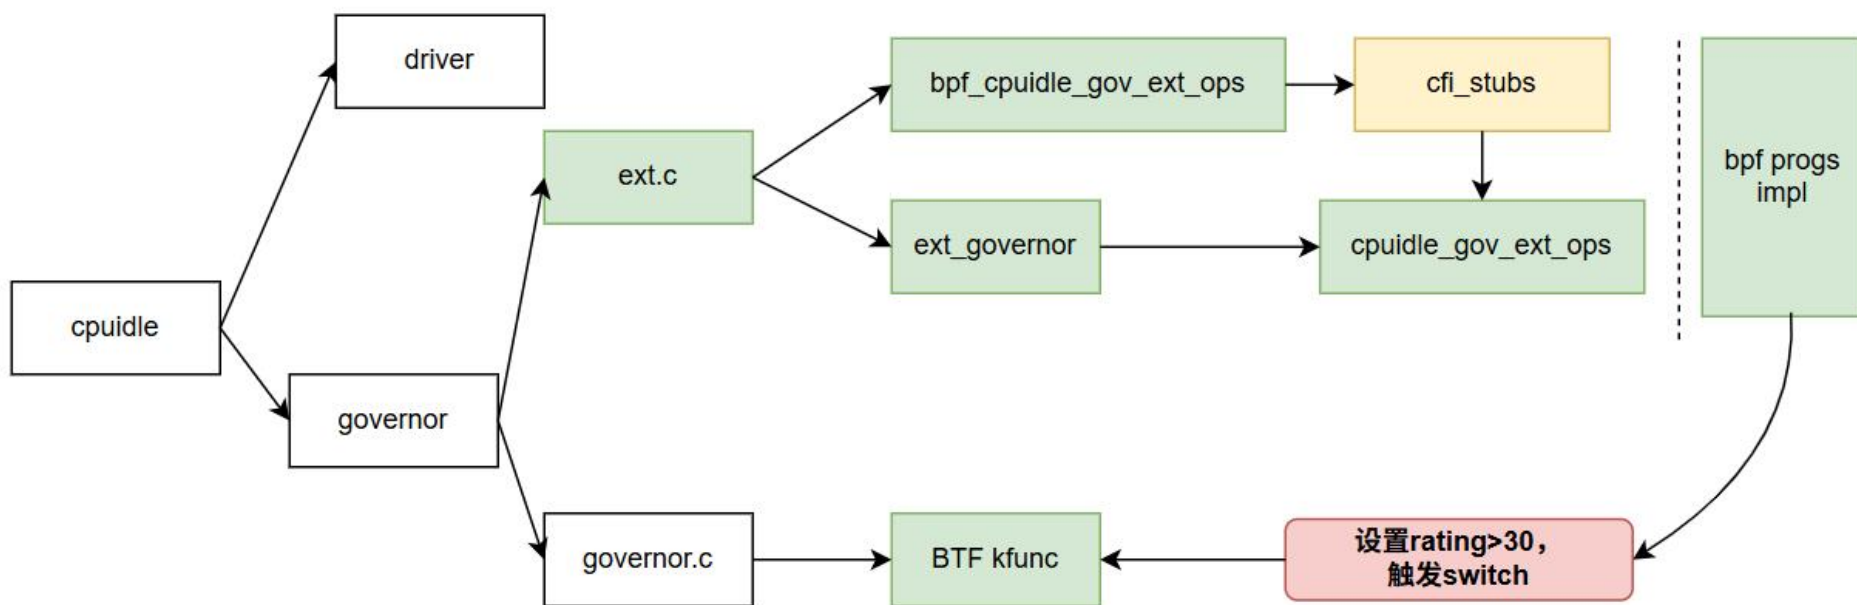 driver
bpf_cpuidle_gov_ext_ops
cfi_stubs
bpf progs
impl
ext.c
ext_governor
cpuidle_gov_ext_ops
cpuidle
governor
governor.c
BTF kfunc
设置rating>30，
触发switch